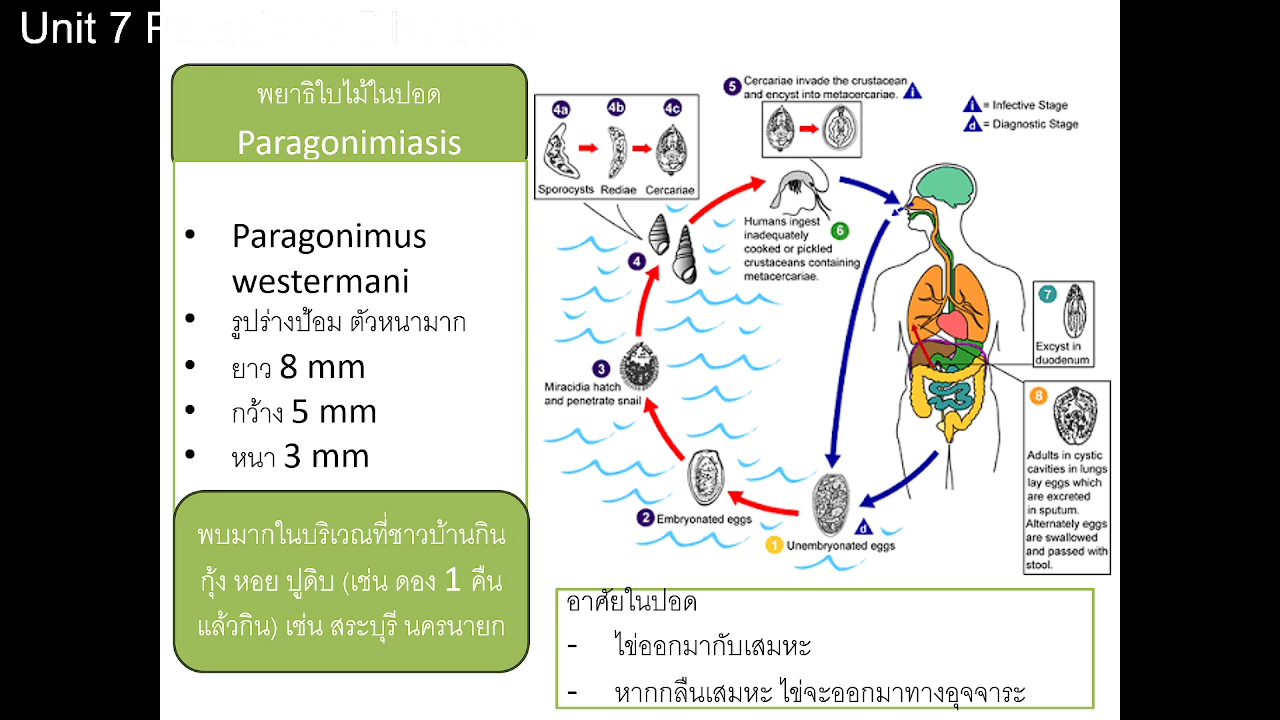 Unit 7
พยาธิใบไม้ในปอด
Paragonimiasis
• Paragonimus
westermani
• รูปร่างป้อม ตัวหนามาก
• ยาว 8 mm
• กว้าง 5 mm
• หนา 3 mm
พบมากในบริเวณที่ชาวบ้านกิน
กุ้ง หอย ปูดิบ (เช่น ดอง 1 คืน
แล้วกิน) เช่น สระบุรี นครนายก
4a 4b 4c
Sporocysts Rediae Cercariae
5 Cercariae invade the crustacean
and encyst into metacercariae. i
i = Infective Stage
d = Diagnostic Stage
4
6
Humans ingest
inadequately
cooked or pickled
crustaceans containing
metacercariae.
7
Excyst in
duodenum
3
Miracidia hatch
and penetrate snail
8
Adults in cystic
cavities in lungs
lay eggs which
are excreted
in sputum.
Alternately eggs
are swallowed
and passed with
stool.
2 Embryonated eggs
d
1 Unembryonated eggs
อาศัยในปอด
- ไข่ออกมากับเสมหะ
- หากกลืนเสมหะ ไข่จะออกมาทางอุจจาระ